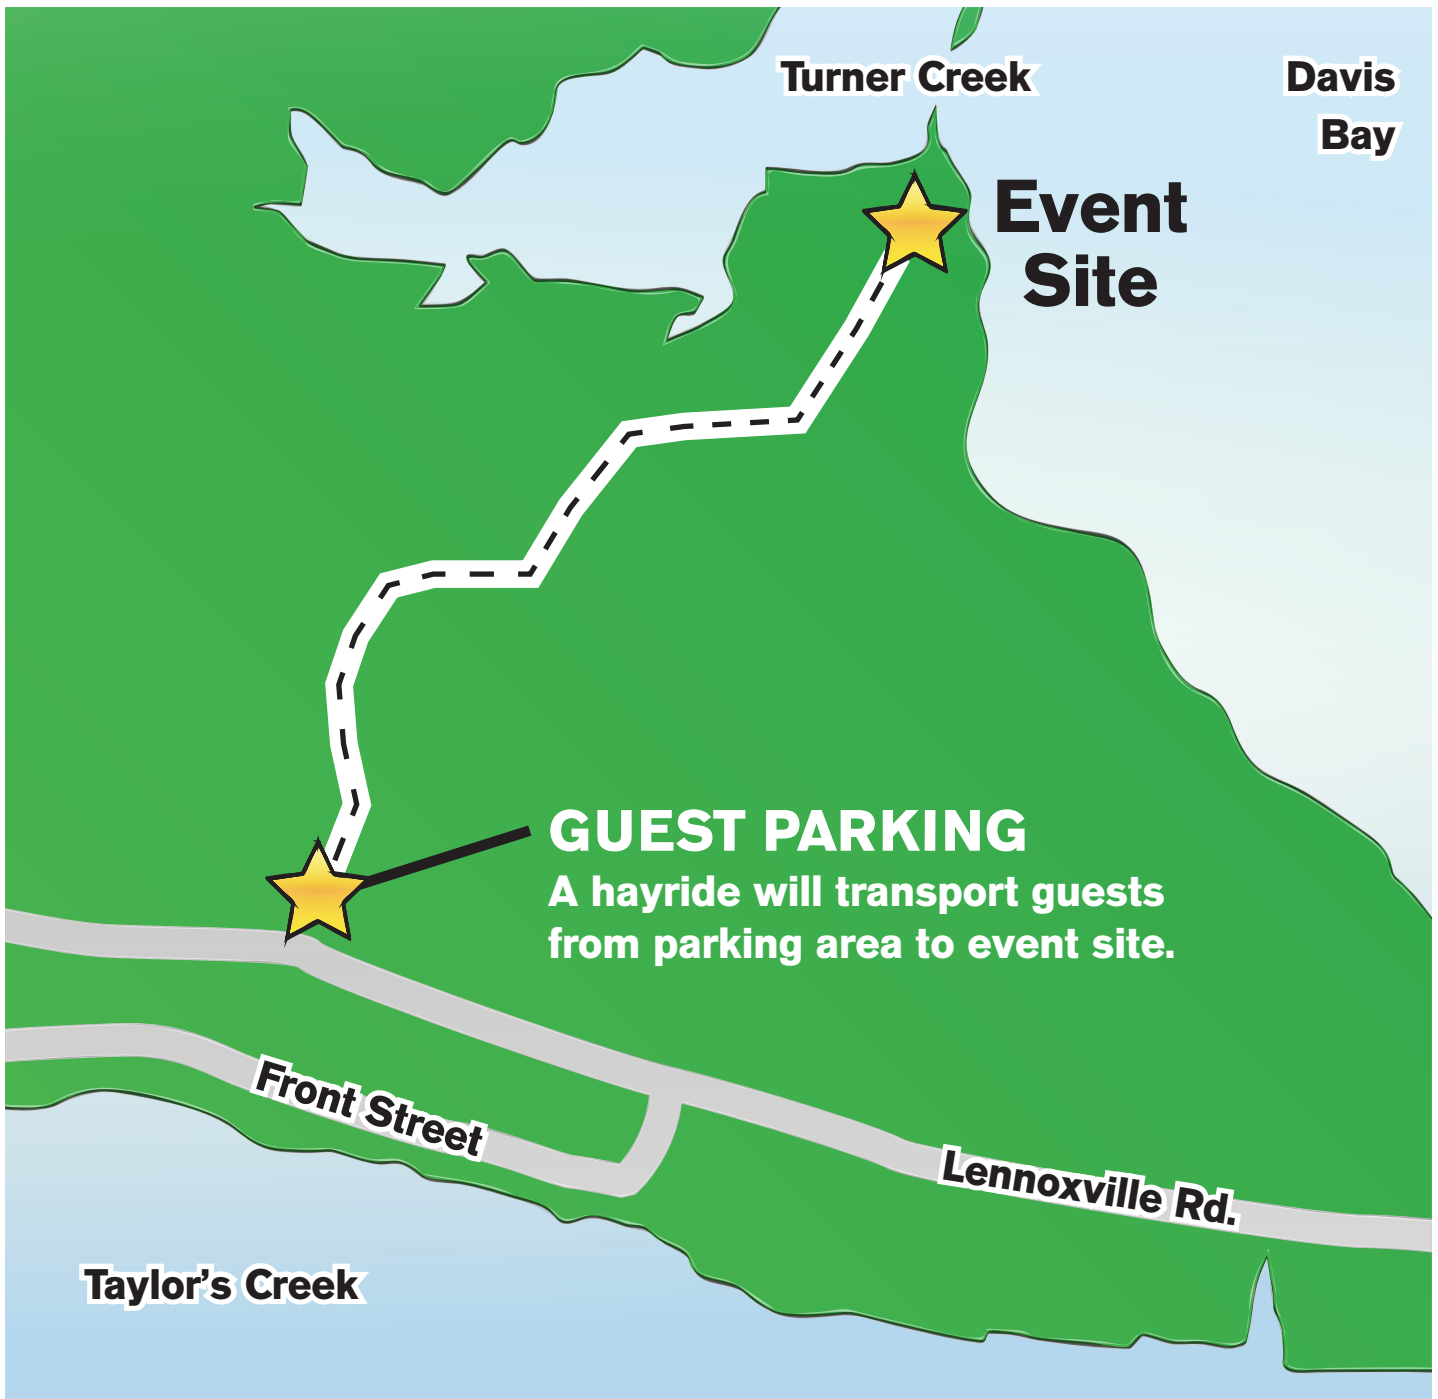 Turner Creek
Davis
Bay
Event
Site
GUEST PARKING
A hayride will transport guests
from parking area to event site.
Front Street
Lennoxville Rd.
Taylor's Creek